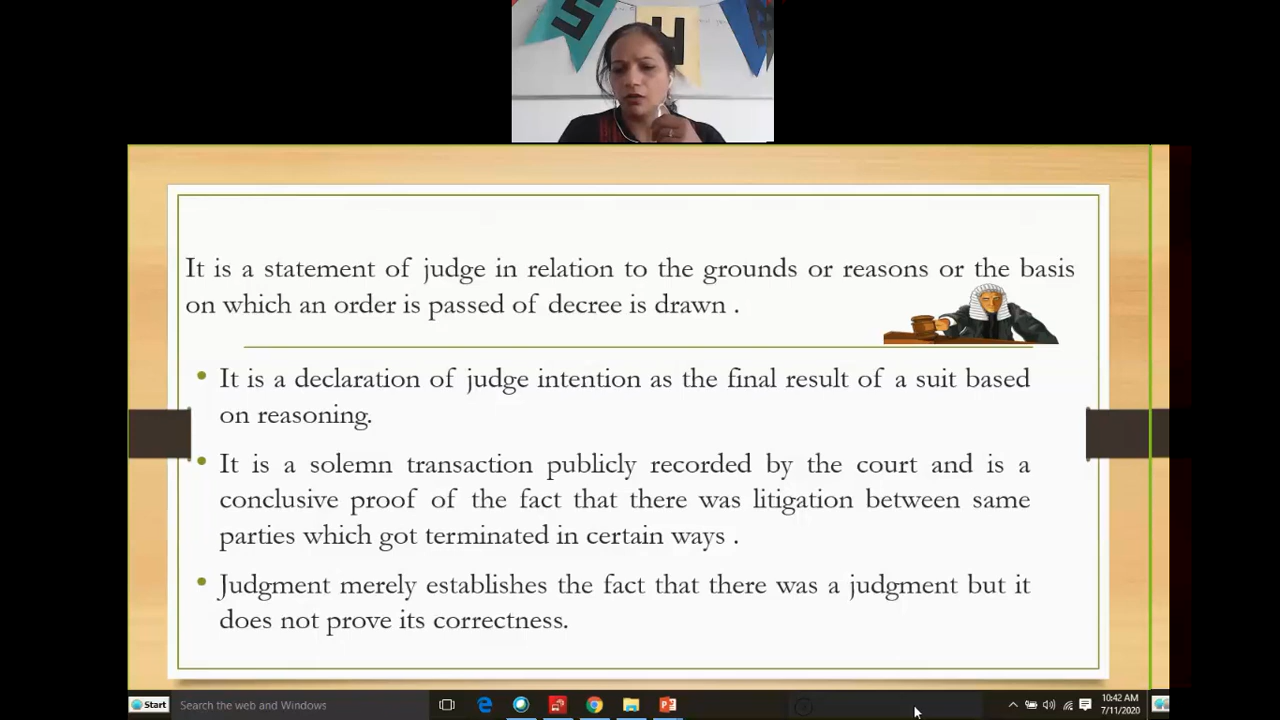 It is a statement of judge in relation to the grounds or reasons or the basis
on which an order is passed of decree is drawn .
• It is a declaration of judge intention as the final result of a suit based
on reasoning.
• It is a solemn transaction publicly recorded by the court and is a
conclusive proof of the fact that there was litigation between same
parties which got terminated in certain ways .
• Judgment merely establishes the fact that there was a judgment but it
does not prove its correctness.
Start
Search the web and Windows
10:42 AM
7/11/2020